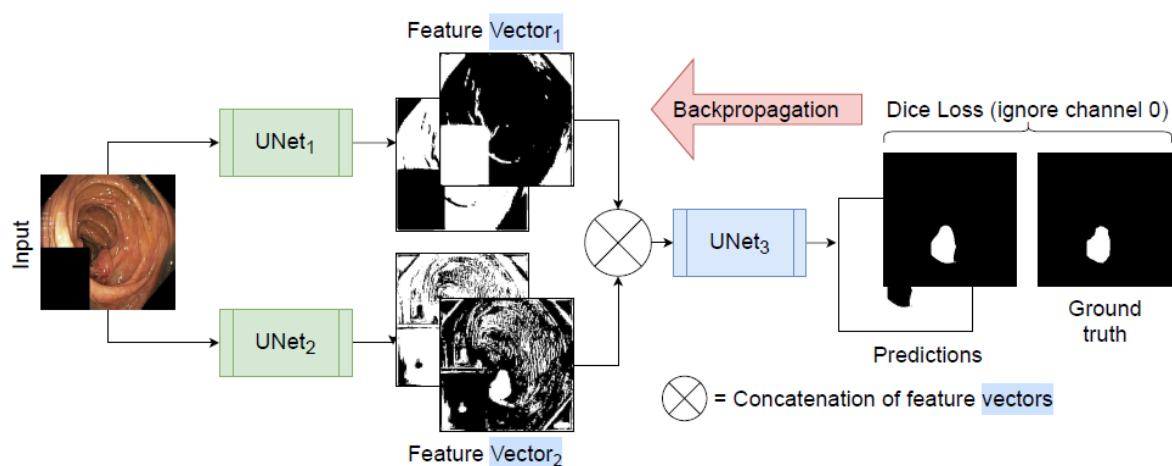 Feature Vector₁
Backpropagation
Dice Loss (ignore channel 0)
UNet₁
Input
UNet₃
UNet₂
Ground
truth
Predictions
= Concatenation of feature vectors
Feature Vector₂